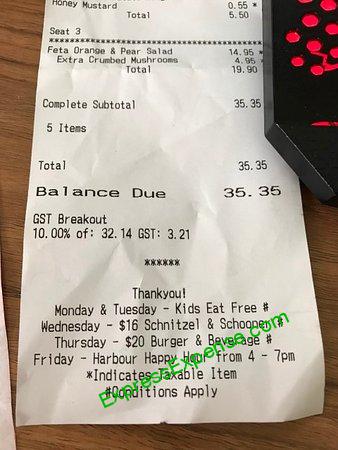 Honey Mustard 0.55 *
Total 5.50
Seat 3
****************************************
Feta Orange & Pear Salad 14.95 *
Extra Crumbed Mushrooms 4.95 *
Total 19.90
Complete Subtotal 35.35
5 Items
Total 35.35
Balance Due 35.35
GST Breakout
10.00% of: 32.14 GST: 3.21
******
Thankyou!
Monday & Tuesday - Kids Eat Free #
Wednesday - $16 Schnitzel & Schooner #
Thursday - $20 Burger & Beverage #
Friday - Harbour Happy Hour from 4 - 7pm
*Indicates Taxable Item
#Conditions Apply
ExpressExpense.com